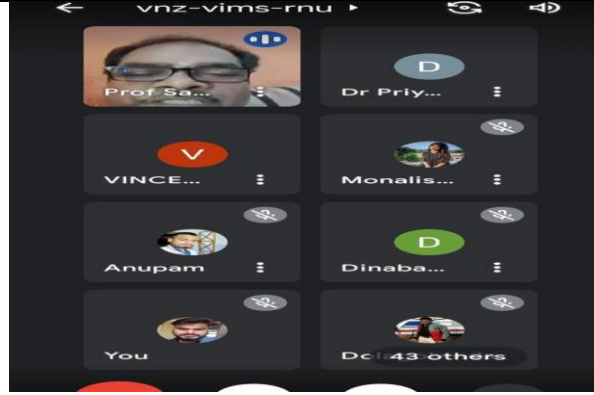 vnz-vims-rnu
D
Prof Sa...
Dr Priy...
V
VINCE...
Monalis...
D
Anupam
Dinaba...
You
43 others